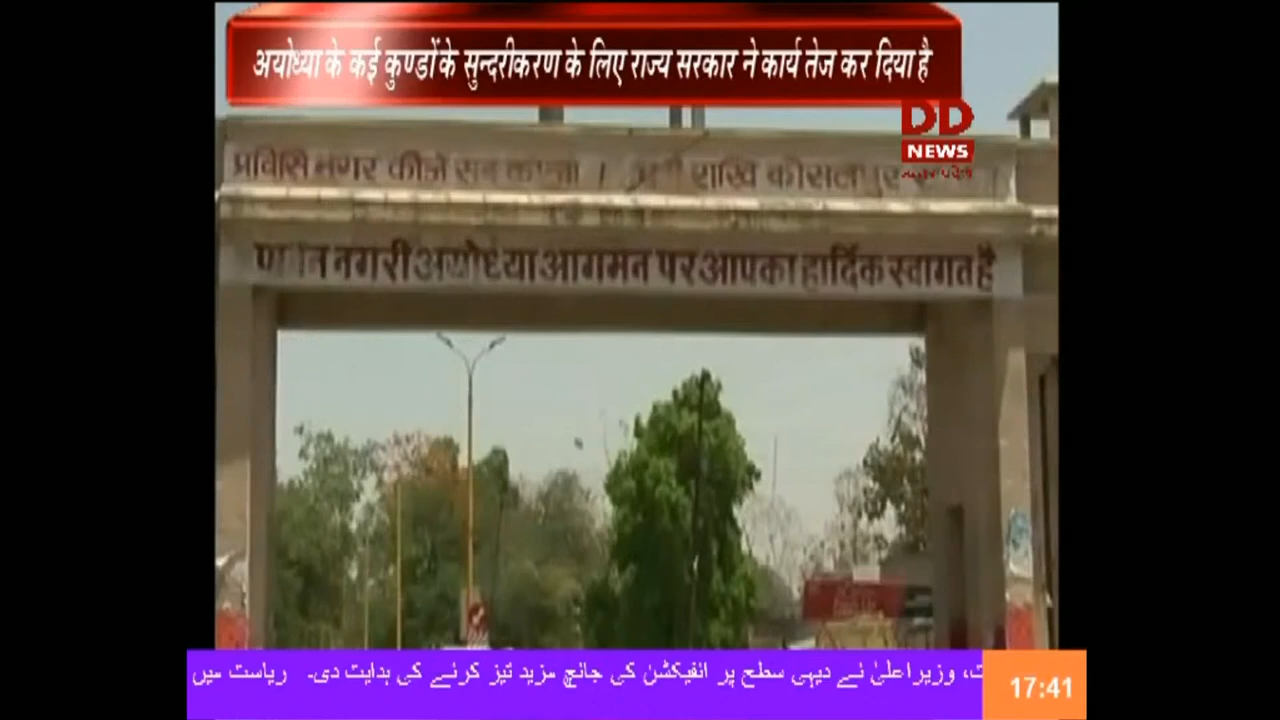 अयोध्या के कई कुण्डों के सुन्दरीकरण के लिए राज्य सरकार ने कार्य तेज कर दिया है
DD
NEWS
प्रविसि नगर कीजे सब काजा । राखि कोसलपुर
नगरी अयोध्या आगमन पर आपका हार्दिक स्वागत है
ت، وزیراعلیٰ نے دیہی سطح پر انفیکشن کی جانچ مزید تیز کرنے کی ہدایت دی۔ ریاست میں
17:41